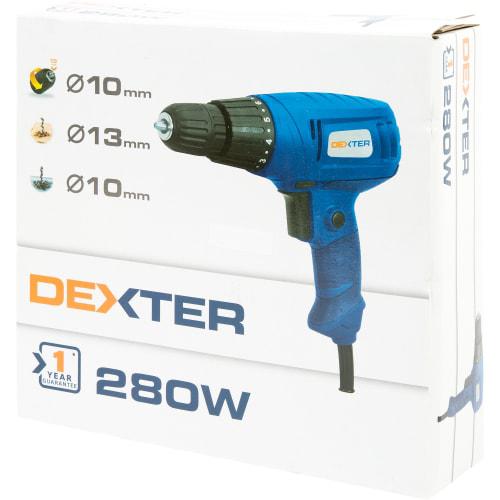 Ø10mm
Ø13mm
Ø10mm
DEXTER
DEXTER
1
YEAR
GUARANTEE
280W
DEXTER
280W